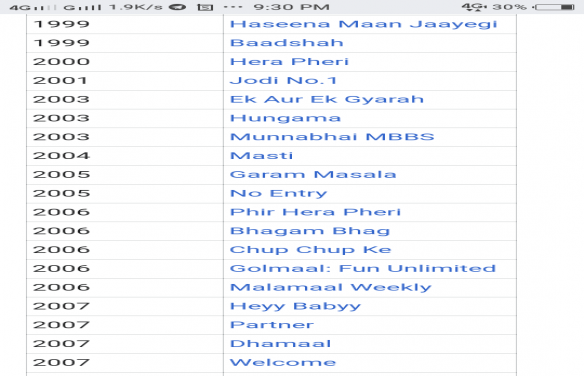 4G G 1.9K/s S ... 9:30 PM 4G 30%
1999 Haseena Maan Jaayegi
1999 Baadshah
2000 Hera Pheri
2001 Jodi No.1
2003 Ek Aur Ek Gyarah
2003 Hungama
2003 Munnabhai MBBS
2004 Masti
2005 Garam Masala
2005 No Entry
2006 Phir Hera Pheri
2006 Bhagam Bhag
2006 Chup Chup Ke
2006 Golmaal: Fun Unlimited
2006 Malamaal Weekly
2007 Heyy Babyy
2007 Partner
2007 Dhamaal
2007 Welcome